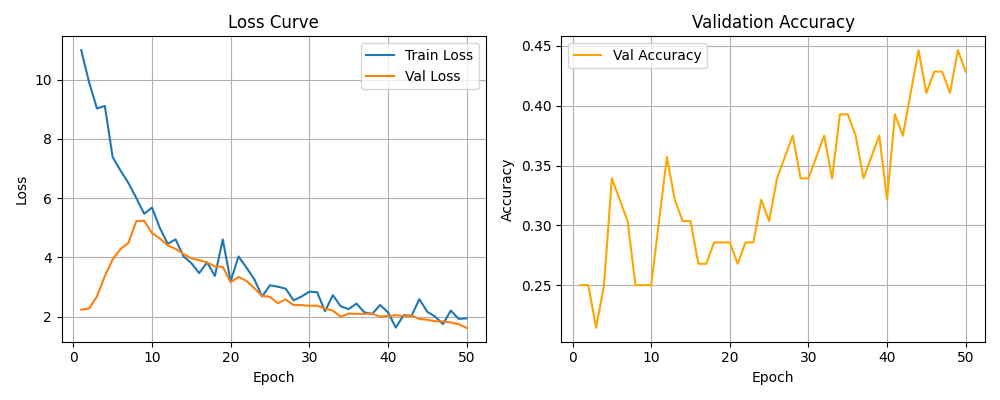 Loss Curve
Train Loss
Val Loss
10
8
6
4
2
Loss
0 10 20 30 40 50
Epoch
Validation Accuracy
Val Accuracy
0.45
0.40
0.35
0.30
0.25
Accuracy
0 10 20 30 40 50
Epoch